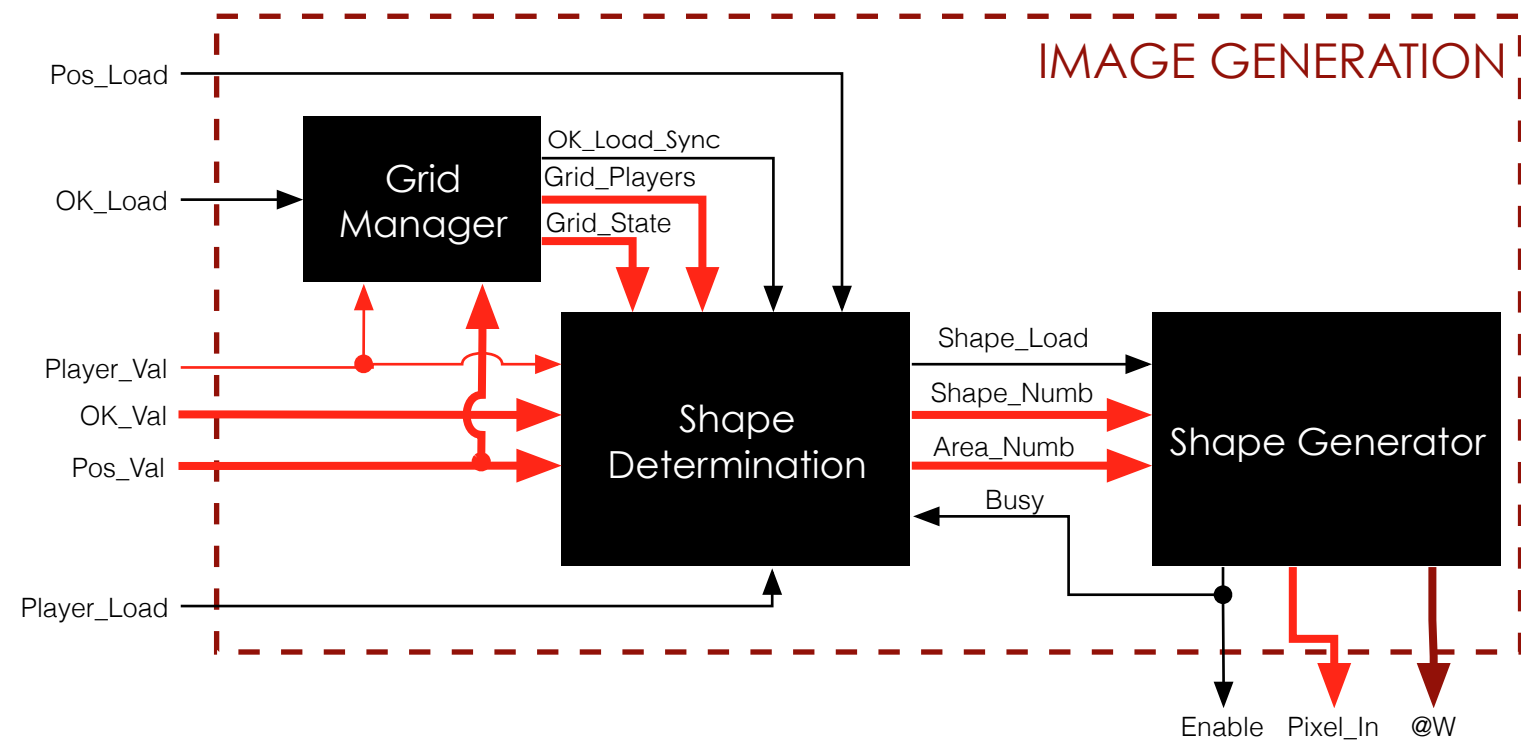 IMAGE GENERATION
Pos_Load
OK_Load_Sync
Grid_Players
Grid_State
Grid
Manager
OK_Load
Player_Val
OK_Val
Pos_Val
Shape
Determination
Shape_Load
Shape_Numb
Area_Numb
Busy
Shape Generator
Player_Load
Enable
Pixel_In
@W